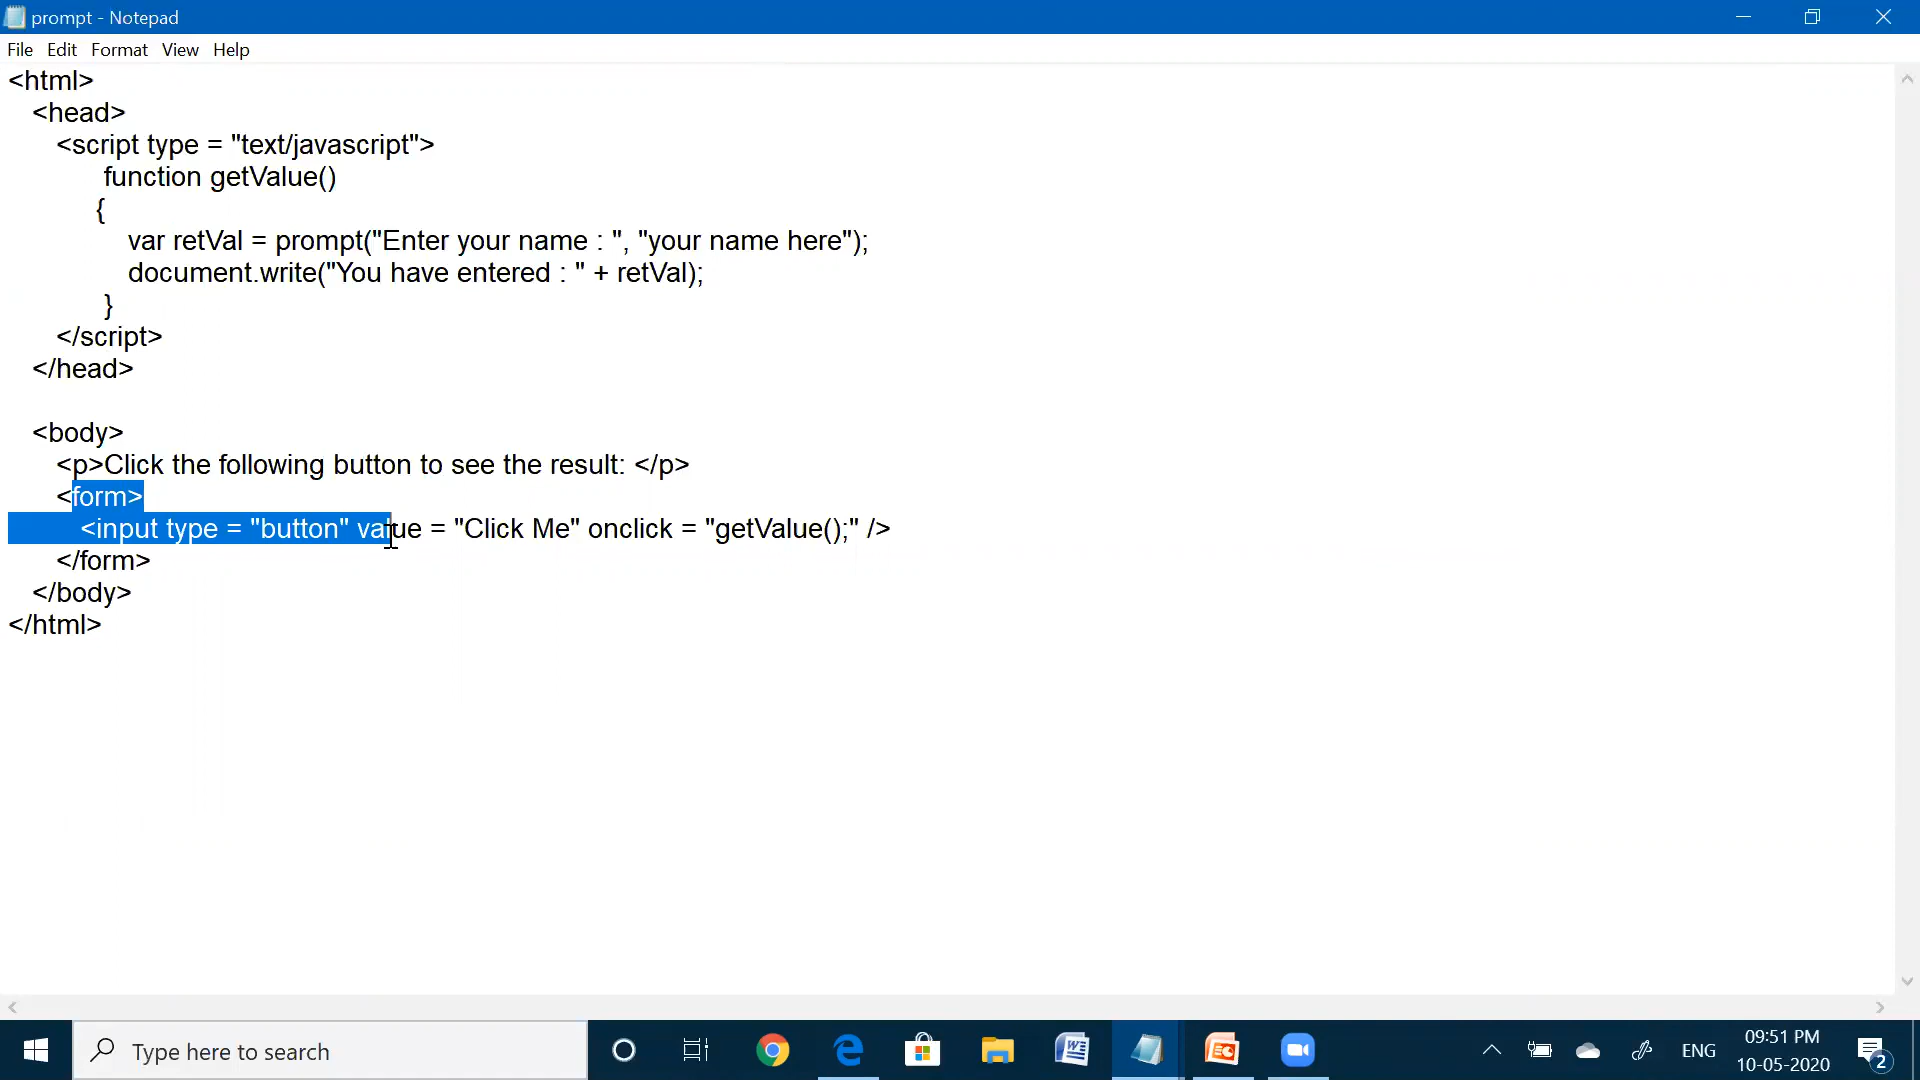 prompt - Notepad
File Edit Format View Help
<html>
<head>
<script type = "text/javascript">
function getValue()
{
var retVal = prompt("Enter your name : ", "your name here");
document.write("You have entered : " + retVal);
}
</script>
</head>
<body>
<p>Click the following button to see the result: </p>
<form>
<input type = "button" value = "Click Me" onclick = "getValue();" />
</form>
</body>
</html>
Type here to search
ENG
09:51 PM
10-05-2020
2